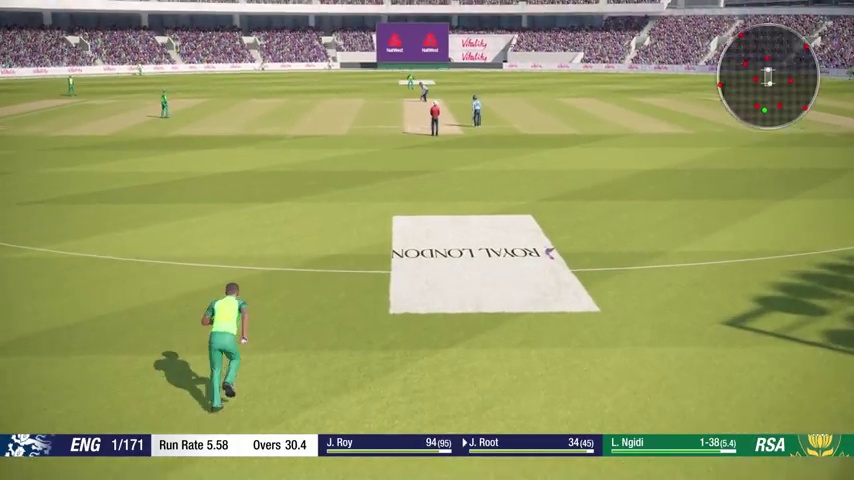 NatWest NatWest
Vitality
Vitality
ROYAL LONDON
ENG 1/171 Run Rate 5.58 Overs 30.4 J. Roy 94(95) J. Root 34(45) L. Ngidi 1-38(5.4) RSA